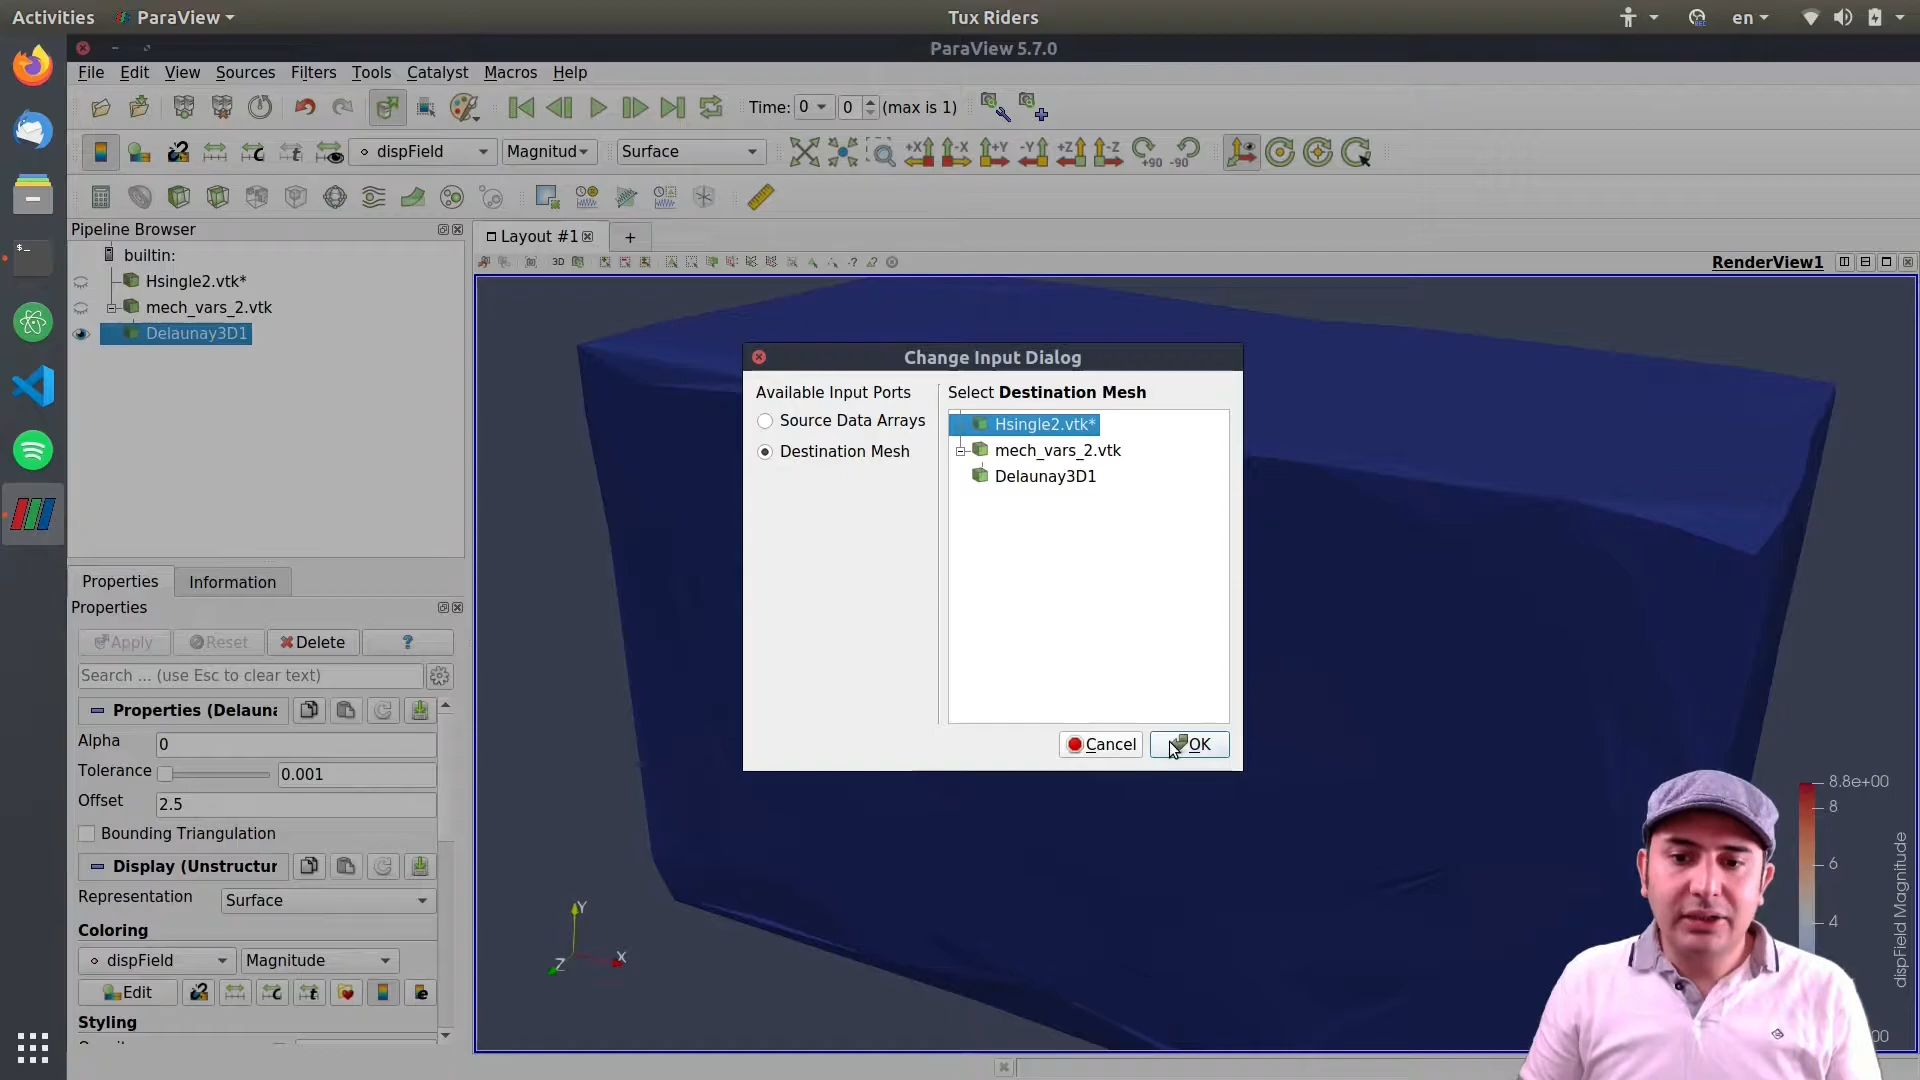 Activities
ParaView
Tux Riders
en
ParaView 5.7.0
File Edit View Sources Filters Tools Catalyst Macros Help
Time: 0 0 (max is 1)
dispField Magnitud Surface
+X -X +Y -Y +Z -Z +90 -90
Pipeline Browser
Layout #1
+
builtin:
Hsingle2.vtk*
mech_vars_2.vtk
Delaunay3D1
3D
RenderView1
Change Input Dialog
Available Input Ports
Source Data Arrays
Destination Mesh
Select Destination Mesh
Hsingle2.vtk*
mech_vars_2.vtk
Delaunay3D1
Cancel
OK
Properties Information
Properties
Apply Reset Delete ?
Search ... (use Esc to clear text)
Properties (Delauna
Alpha 0
Tolerance 0.001
Offset 2.5
Bounding Triangulation
Display (Unstructur
Representation Surface
Coloring
dispField Magnitude
Edit
Styling
Y
X
Z
8.8e+00
8
6
4
dispField Magnitude